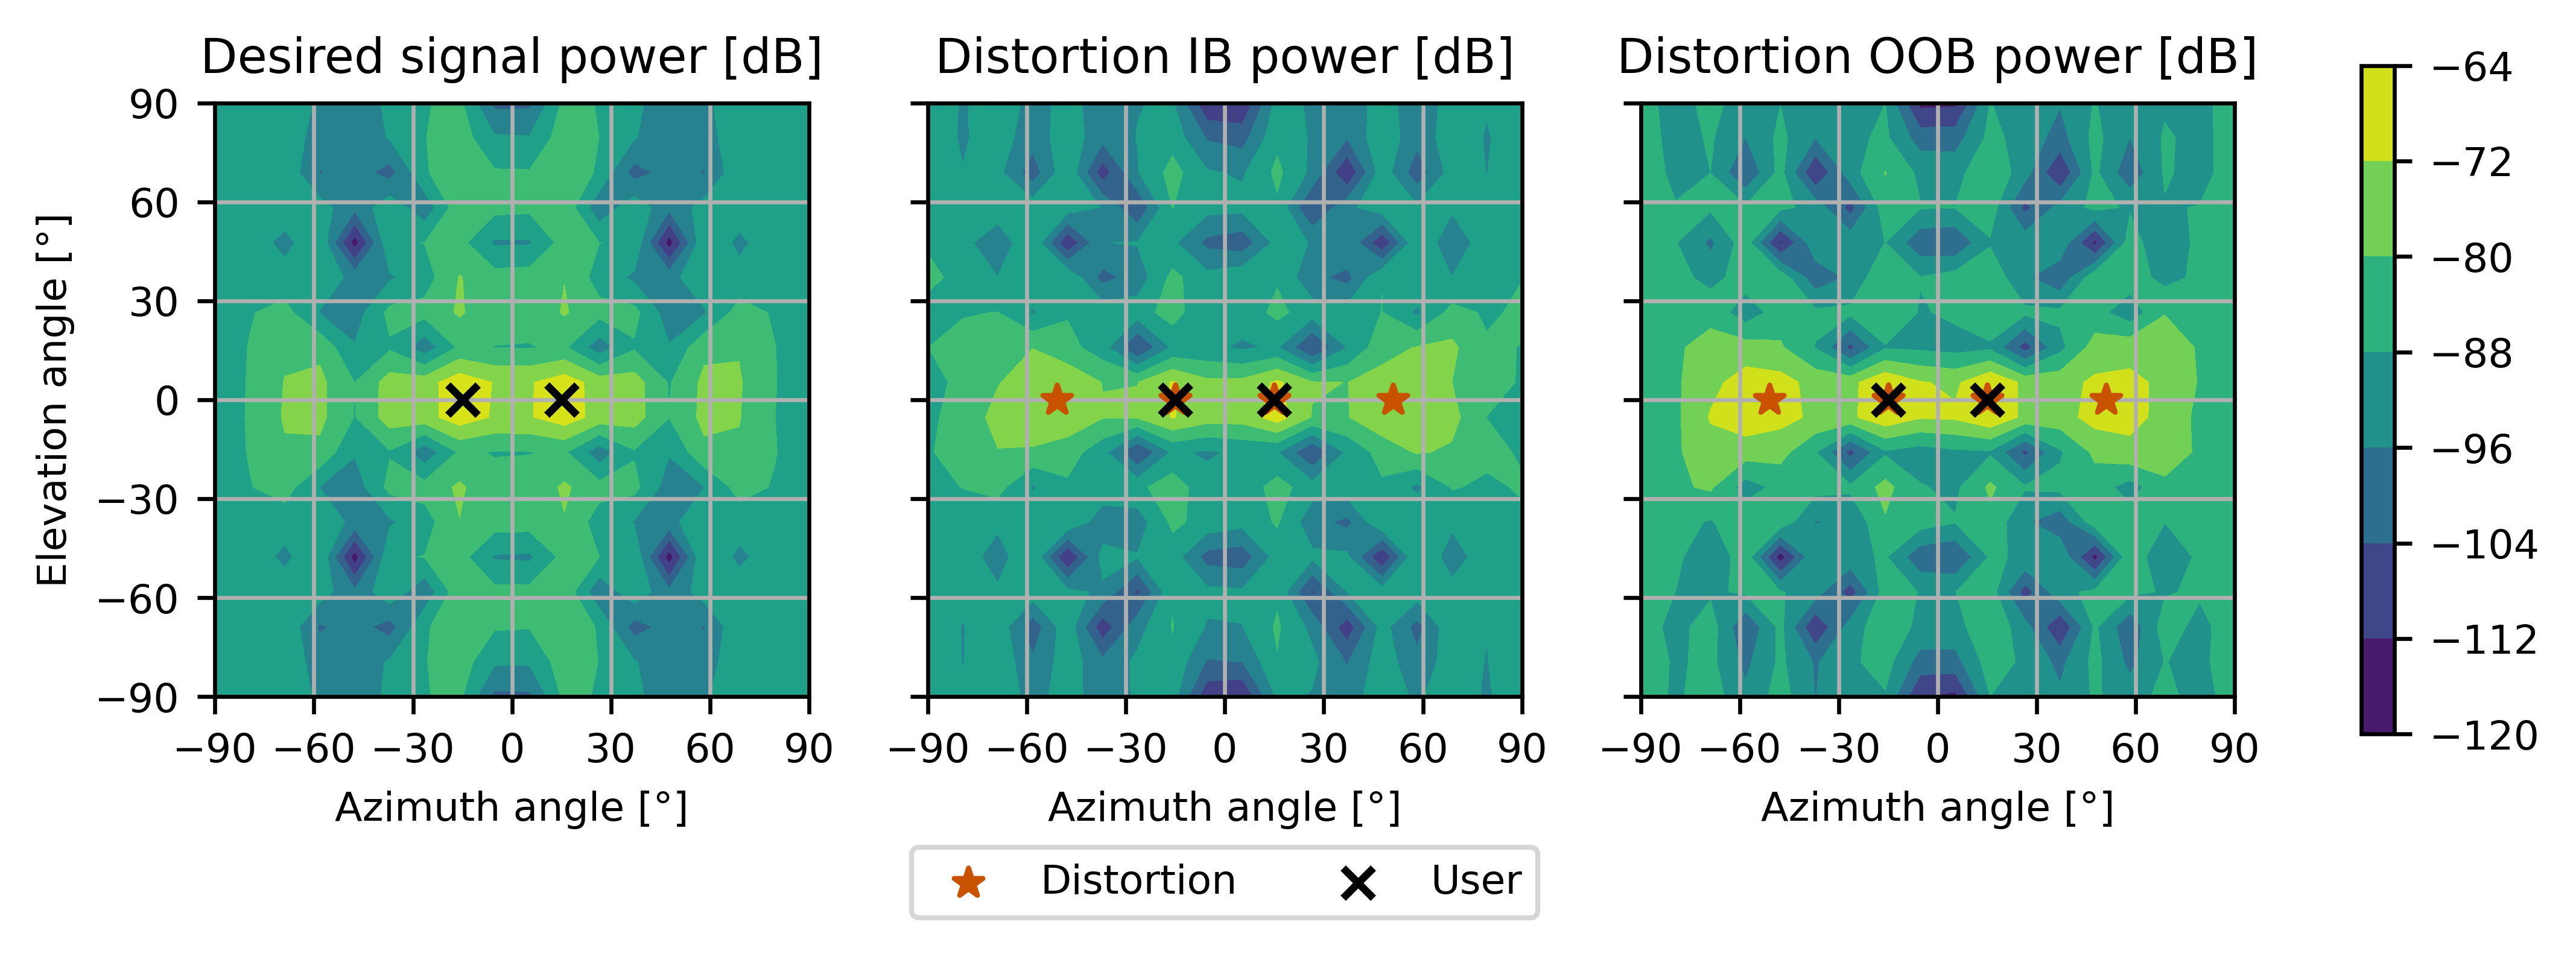 Desired signal power [dB]
Distortion IB power [dB]
Distortion OOB power [dB]
Elevation angle [°]
90
60
30
0
−30
−60
−90
−90 −60 −30 0 30 60 90
−90 −60 −30 0 30 60 90
−90 −60 −30 0 30 60 90
Azimuth angle [°]
Azimuth angle [°]
Azimuth angle [°]
−64
−72
−80
−88
−96
−104
−112
−120
Distortion
User